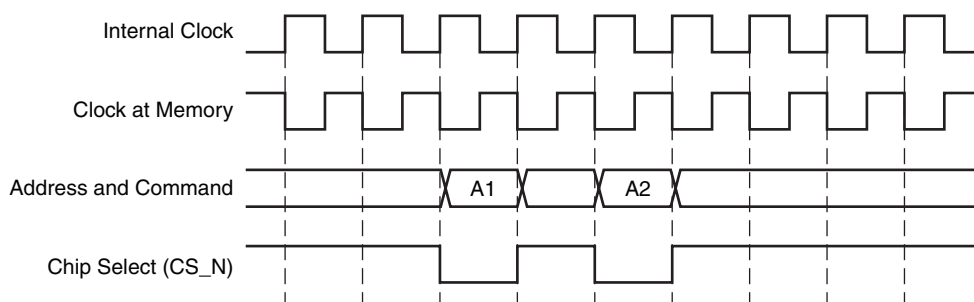 Internal Clock
Clock at Memory
Address and Command
A1
A2
Chip Select (CS_N)